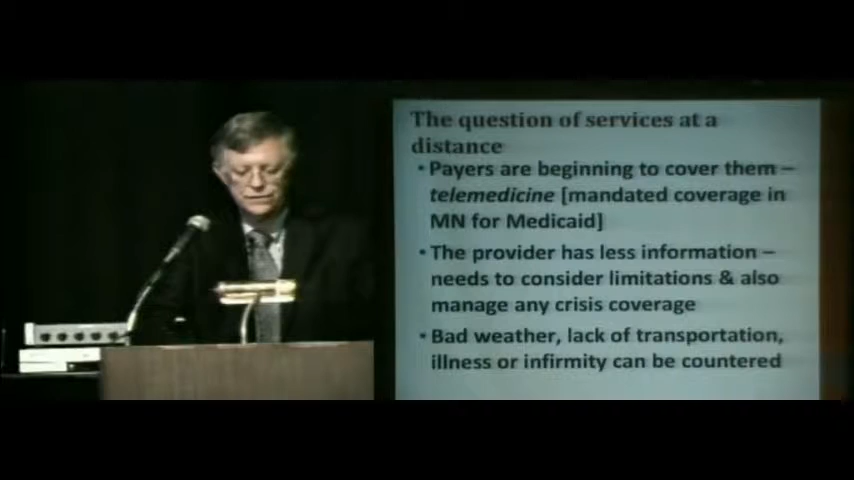 The question of services at a
distance
• Payers are beginning to cover them –
telemedicine [mandated coverage in
MN for Medicaid]
• The provider has less information –
needs to consider limitations & also
manage any crisis coverage
• Bad weather, lack of transportation,
illness or infirmity can be countered